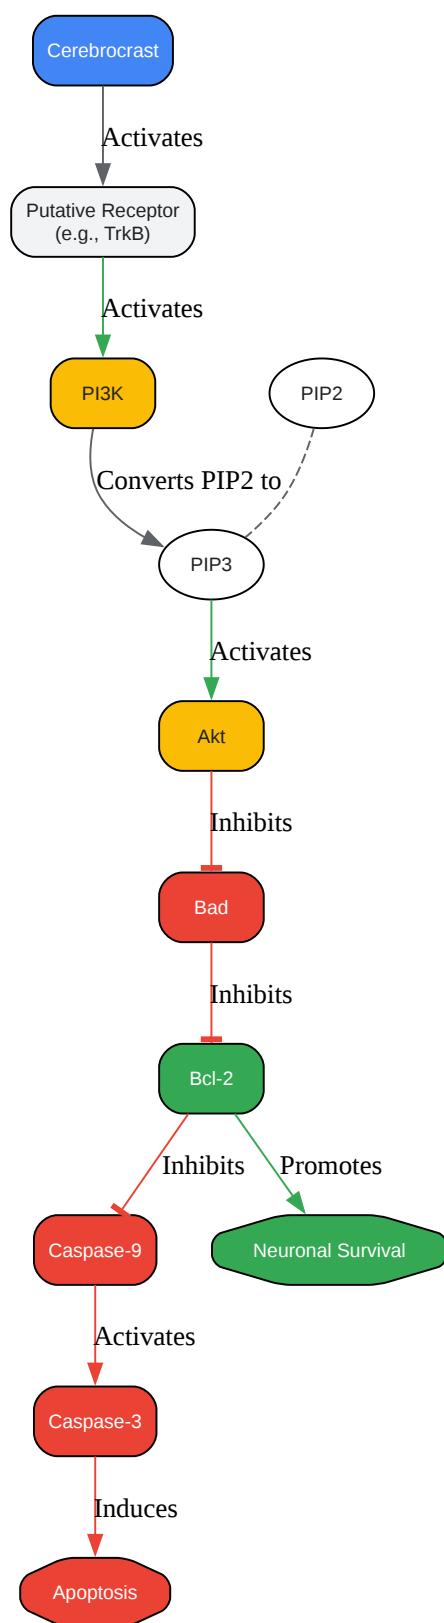 Cerebrocrast
Activates
Putative Receptor
(e.g., TrkB)
Activates
PI3K
PIP2
Converts PIP2 to
PIP3
Activates
Akt
Inhibits
Bad
Inhibits
Bcl-2
Inhibits
Promotes
Caspase-9
Neuronal Survival
Activates
Caspase-3
Induces
Apoptosis